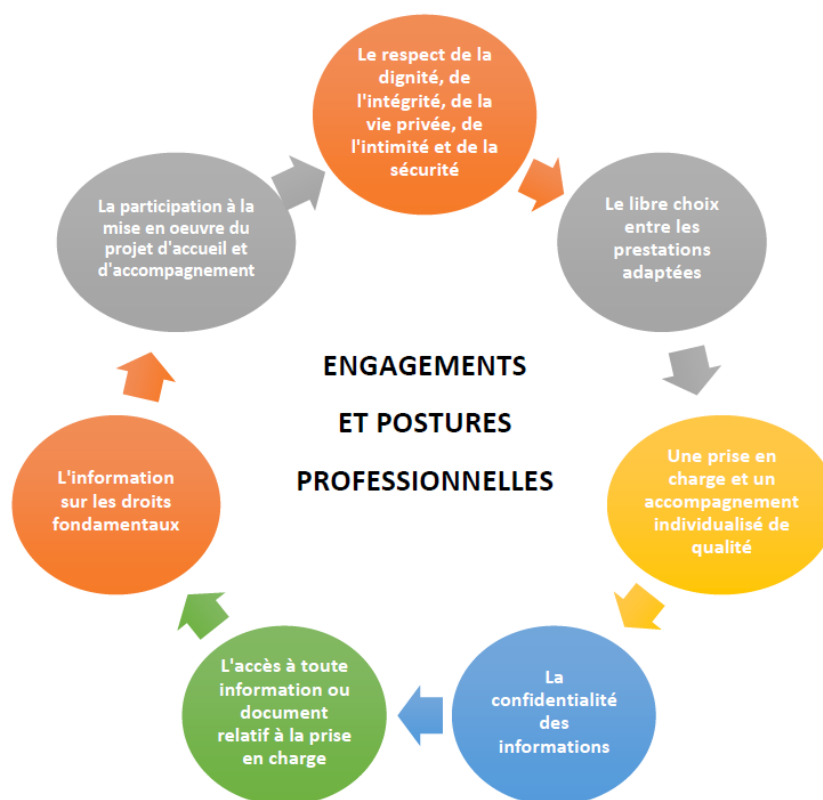 Le respect de la
dignité, de
l'intégrité, de la
vie privée, de
l'intimité et de la
sécurité
Le libre choix
entre les
prestations
adaptées
Une prise en
charge et un
accompagnement
individualisé de
qualité
La
confidentialité
des
informations
L'accès à toute
information ou
document
relatif à la prise
en charge
L'information
sur les droits
fondamentaux
La participation à la
mise en oeuvre du
projet d'accueil et
d'accompagnement
ENGAGEMENTS
ET POSTURES
PROFESSIONNELLES